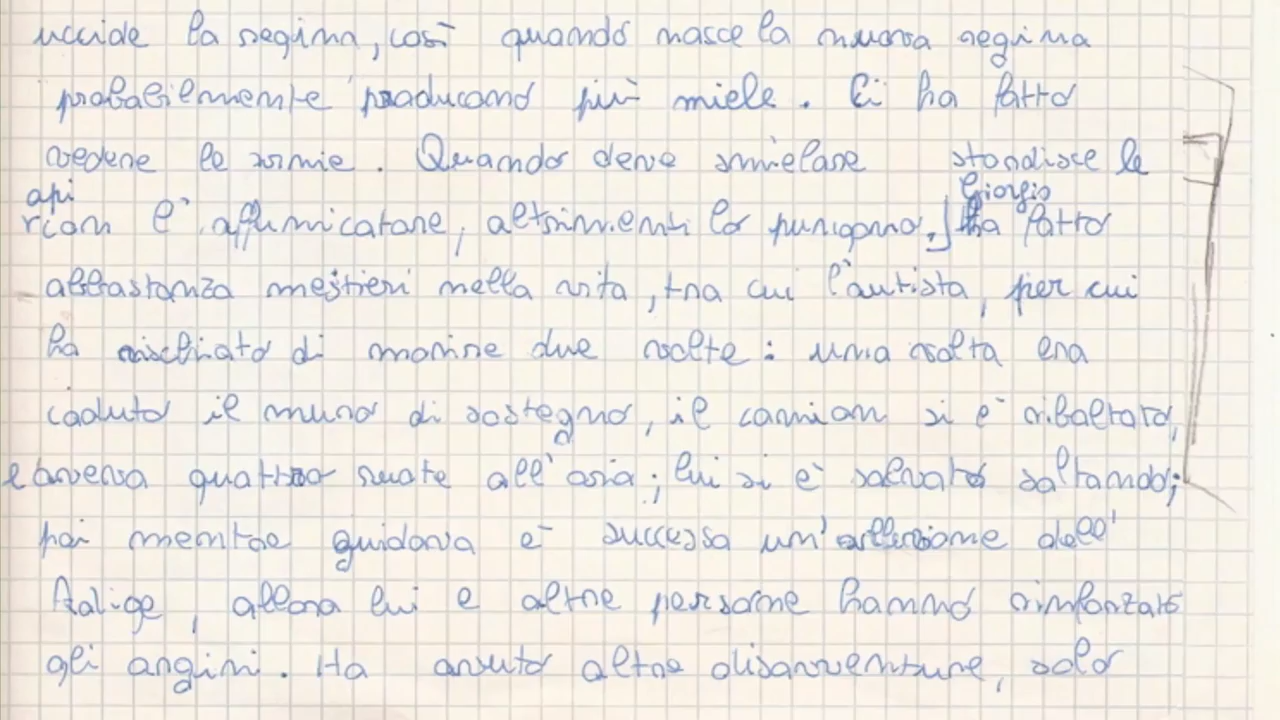 uccide la regina, così quando nasce la nuova regina
probabilmente producono più miele. Ci ha fatto
vedere le arnie. Quando deve smielare stordisce le
api
Giorgio
con l'affumicatore, altrimenti lo pungono. ha fatto
abbastanza mestieri nella vita, tra cui l'autista, per cui
ha rischiato di morire due volte: una volta era
caduto il muro di sostegno, il camion si è ribaltato,
e aveva quattro ruote all'aria; lui si è salvato saltando;
poi mentre guidava è successa un'alluvione dell'
Adige, allora lui e altre persone hanno rinforzato
gli argini. Ha avuto altre disavventure, solo